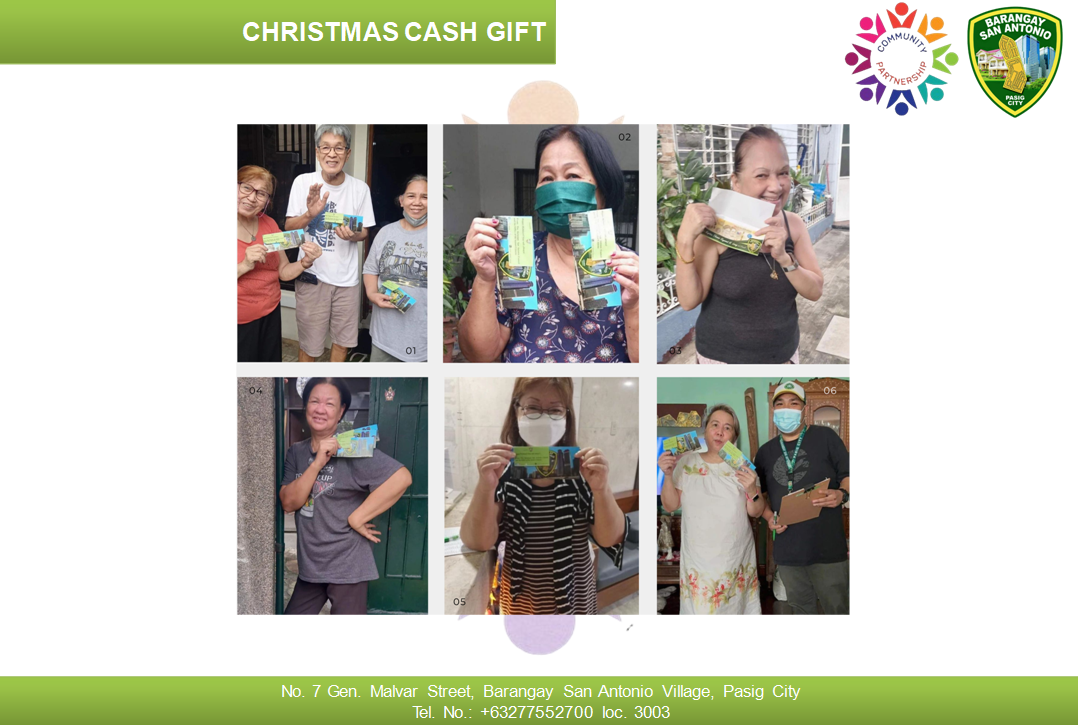 CHRISTMAS CASH GIFT
COMMUNITY
PARTNERSHIP
BARANGAY
SAN ANTONIO
PASIG
CITY
01
02
03
04
05
06
No. 7 Gen. Malvar Street, Barangay San Antonio Village, Pasig City
Tel. No.: +63277552700 loc. 3003